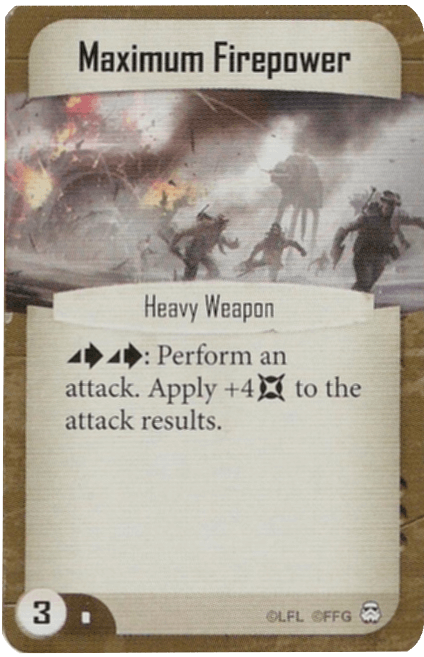 Maximum Firepower
Heavy Weapon
: Perform an
attack. Apply +4 to the
attack results.
3
©LFL ©FFG